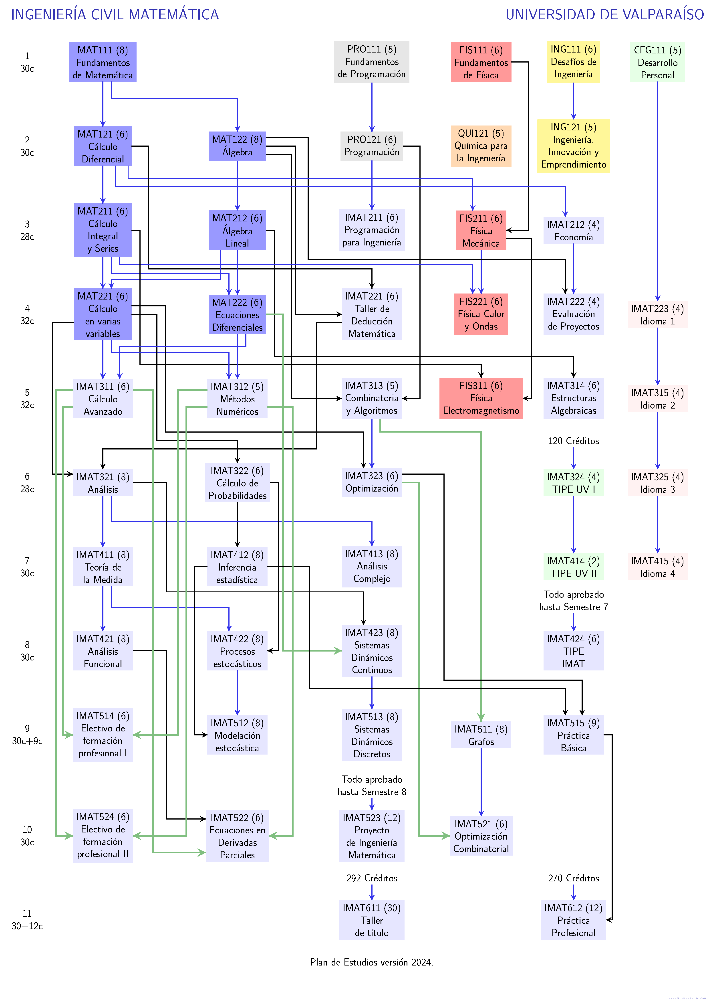 INGENIERÍA CIVIL MATEMÁTICA
UNIVERSIDAD DE VALPARAÍSO
1
30c
MAT111 (8)
Fundamentos
de Matemática
PRO111 (5)
Fundamentos
de Programación
FIS111 (6)
Fundamentos
de Física
ING111 (6)
Desafíos de
Ingeniería
CFG111 (5)
Desarrollo
Personal
2
30c
MAT121 (6)
Cálculo
Diferencial
MAT122 (8)
Álgebra
PRO121 (6)
Programación
QUI121 (5)
Química para
la Ingeniería
ING121 (5)
Ingeniería,
Innovación y
Emprendimiento
3
28c
MAT211 (6)
Cálculo
Integral
y Series
MAT212 (6)
Álgebra
Lineal
IMAT211 (6)
Programación
para Ingeniería
FIS211 (6)
Física
Mecánica
IMAT212 (4)
Economía
4
32c
MAT221 (6)
Cálculo
en varias
variables
MAT222 (6)
Ecuaciones
Diferenciales
IMAT221 (6)
Taller de
Deducción
Matemática
FIS221 (6)
Física Calor
y Ondas
IMAT222 (4)
Evaluación
de Proyectos
IMAT223 (4)
Idioma 1
5
32c
IMAT311 (6)
Cálculo
Avanzado
IMAT312 (5)
Métodos
Numéricos
IMAT313 (5)
Combinatoria
y Algoritmos
FIS311 (6)
Física
Electromagnetismo
IMAT314 (6)
Estructuras
Algebraicas
IMAT315 (4)
Idioma 2
120 Créditos
6
28c
IMAT321 (8)
Análisis
IMAT322 (6)
Cálculo de
Probabilidades
IMAT323 (6)
Optimización
IMAT324 (4)
TIPE UV I
IMAT325 (4)
Idioma 3
7
30c
IMAT411 (8)
Teoría de
la Medida
IMAT412 (8)
Inferencia
estadística
IMAT413 (8)
Análisis
Complejo
IMAT414 (2)
TIPE UV II
IMAT415 (4)
Idioma 4
Todo aprobado
hasta Semestre 7
8
30c
IMAT421 (8)
Análisis
Funcional
IMAT422 (8)
Procesos
estocásticos
IMAT423 (8)
Sistemas
Dinámicos
Continuos
IMAT424 (6)
TIPE
IMAT
9
30c+9c
IMAT514 (6)
Electivo de
formación
profesional I
IMAT512 (8)
Modelación
estocástica
IMAT513 (8)
Sistemas
Dinámicos
Discretos
IMAT511 (8)
Grafos
IMAT515 (9)
Práctica
Básica
Todo aprobado
hasta Semestre 8
10
30c
IMAT524 (6)
Electivo de
formación
profesional II
IMAT522 (6)
Ecuaciones en
Derivadas
Parciales
IMAT523 (12)
Proyecto
de Ingeniería
Matemática
IMAT521 (6)
Optimización
Combinatorial
292 Créditos
270 Créditos
11
30+12c
IMAT611 (30)
Taller
de título
IMAT612 (12)
Práctica
Profesional
Plan de Estudios versión 2024.